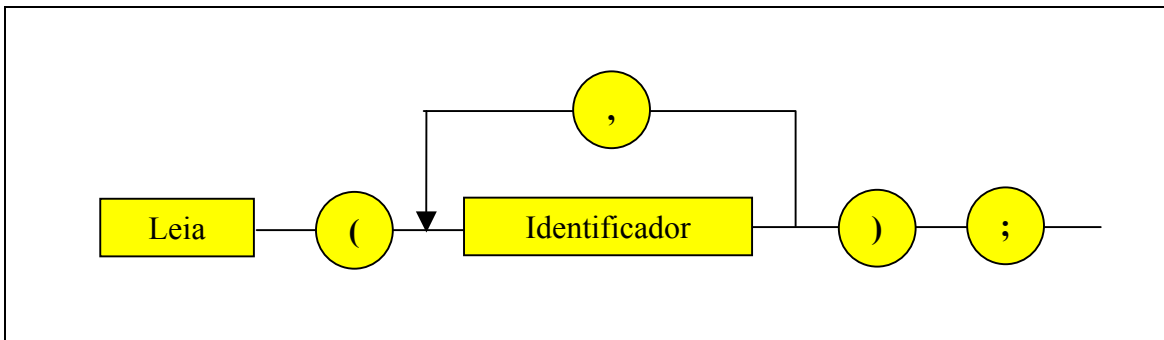 ,
Leia ( Identificador ) ;